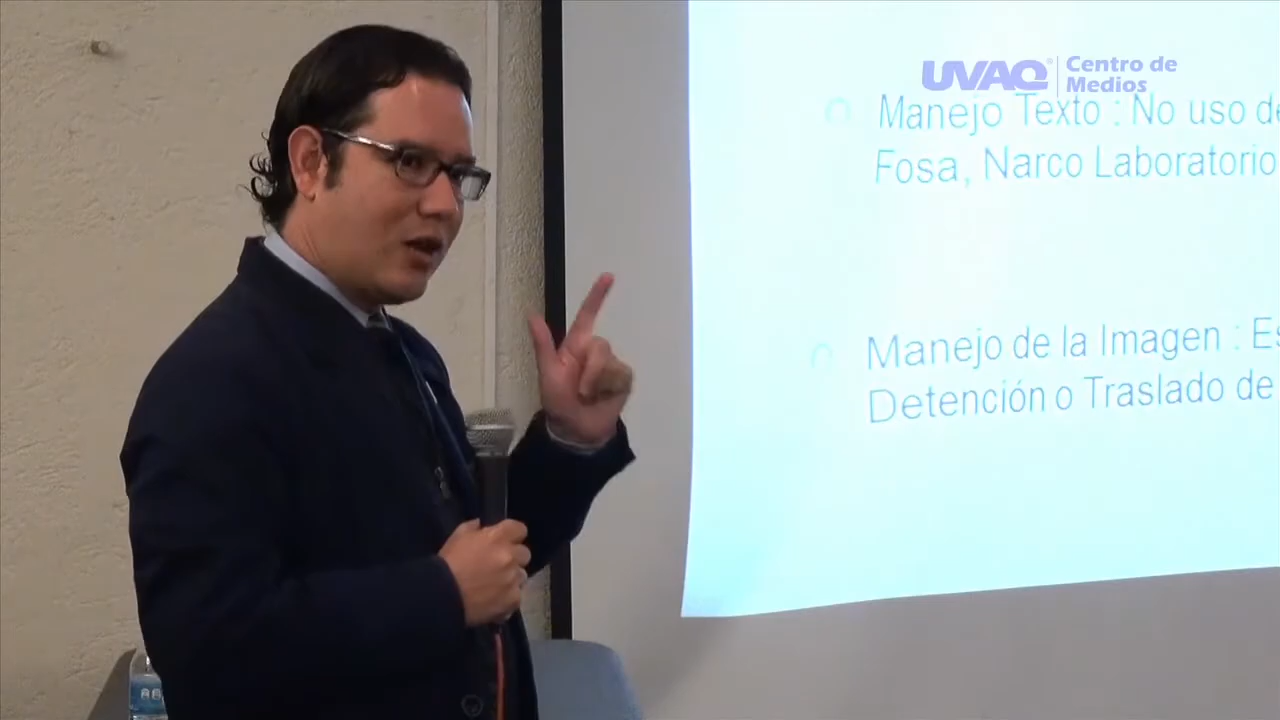 UVAQ Centro de
Medios
Manejo Texto : No uso de
Fosa, Narco Laboratorio
Manejo de la Imagen : Es
Detención o Traslado de